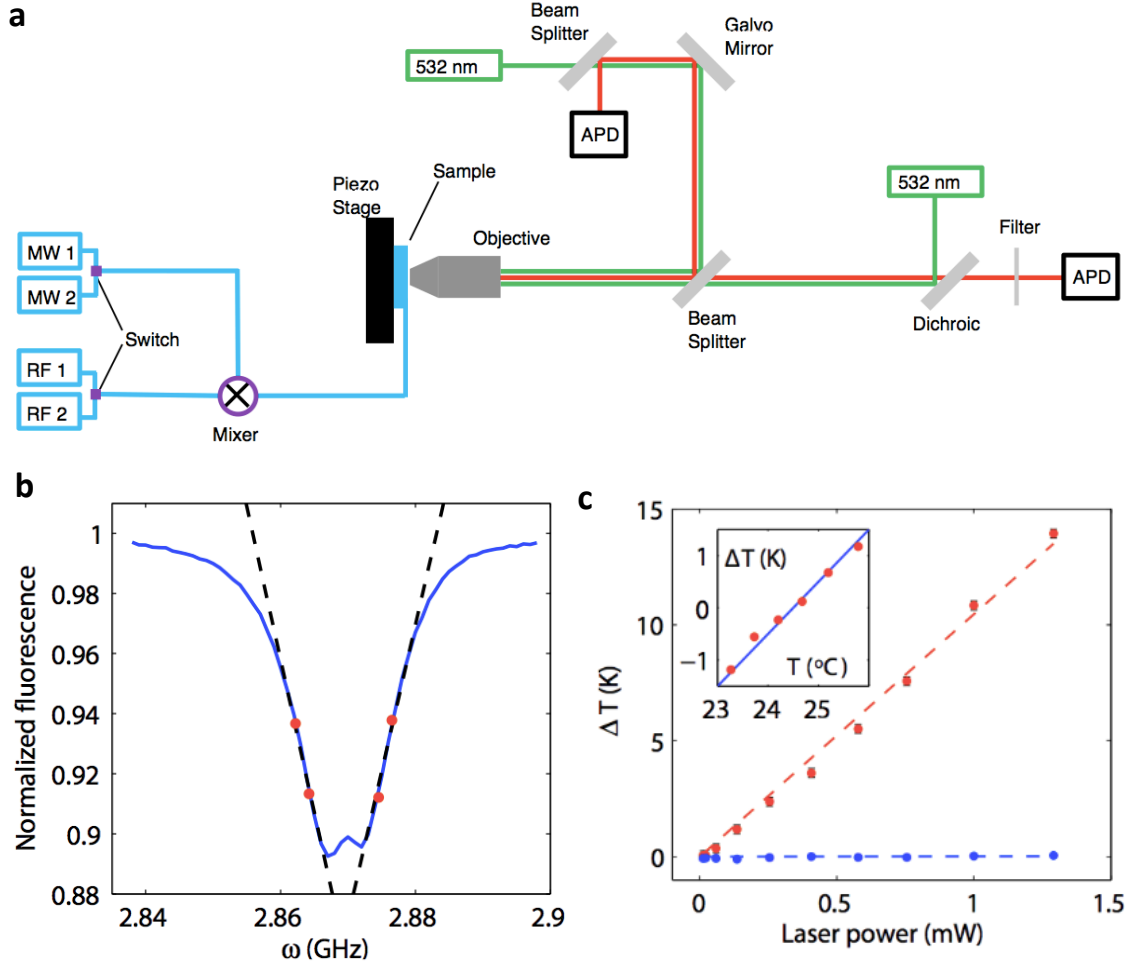 a
Beam
Splitter
Galvo
Mirror
532 nm
APD
532 nm
Sample
Piezo
Stage
Filter
Objective
MW 1
MW 2
APD
Switch
Beam
Splitter
Dichroic
RF 1
RF 2
Mixer
b
Normalized fluorescence
1
0.98
0.96
0.94
0.92
0.9
0.88
2.84
2.86
2.88
2.9
ω (GHz)
c
Δ T (K)
15
10
5
0
0
0.5
1
1.5
Laser power (mW)
ΔT (K)
1
0
−1
T (ºC)
23
24
25